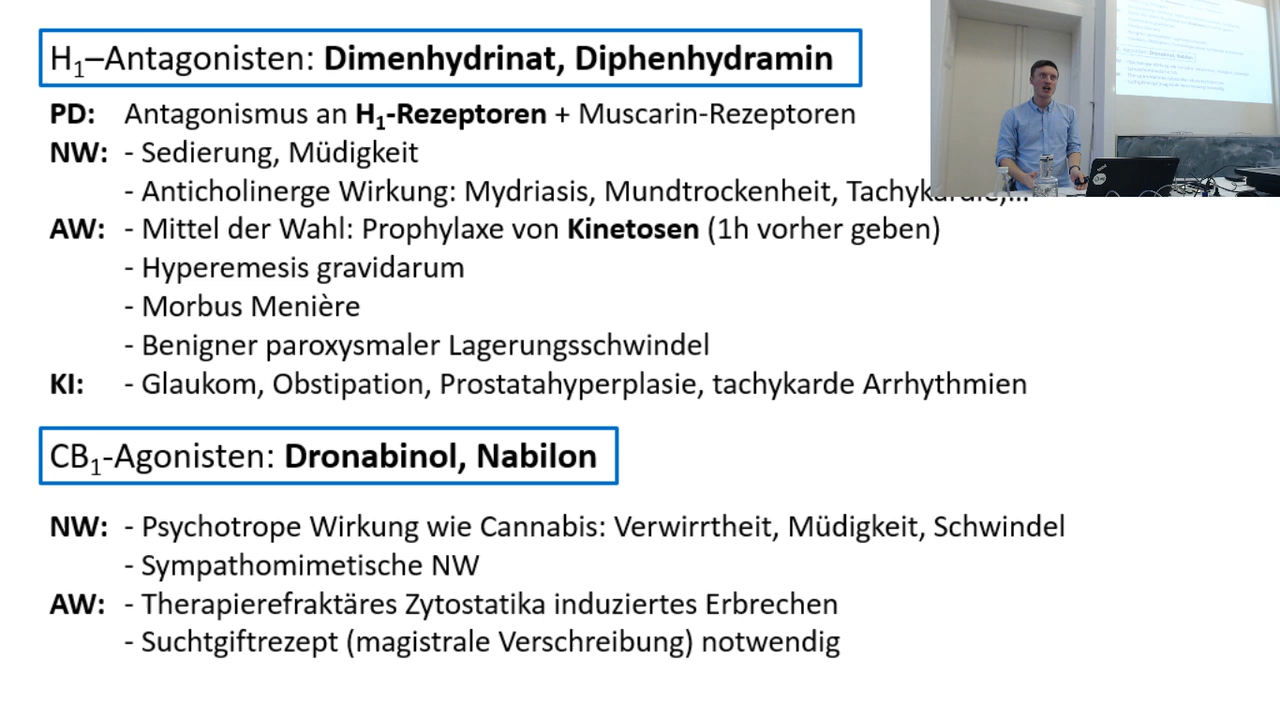 H₁–Antagonisten: Dimenhydrinat, Diphenhydramin
PD: Antagonismus an H₁-Rezeptoren + Muscarin-Rezeptoren
NW: - Sedierung, Müdigkeit
- Anticholinerge Wirkung: Mydriasis, Mundtrockenheit, Tachykardie,...
AW: - Mittel der Wahl: Prophylaxe von Kinetosen (1h vorher geben)
- Hyperemesis gravidarum
- Morbus Menière
- Benigner paroxysmaler Lagerungsschwindel
KI: - Glaukom, Obstipation, Prostatahyperplasie, tachykarde Arrhythmien
CB₁-Agonisten: Dronabinol, Nabilon
NW: - Psychotrope Wirkung wie Cannabis: Verwirrtheit, Müdigkeit, Schwindel
- Sympathomimetische NW
AW: - Therapierefraktäres Zytostatika induziertes Erbrechen
- Suchtgiftrezept (magistrale Verschreibung) notwendig